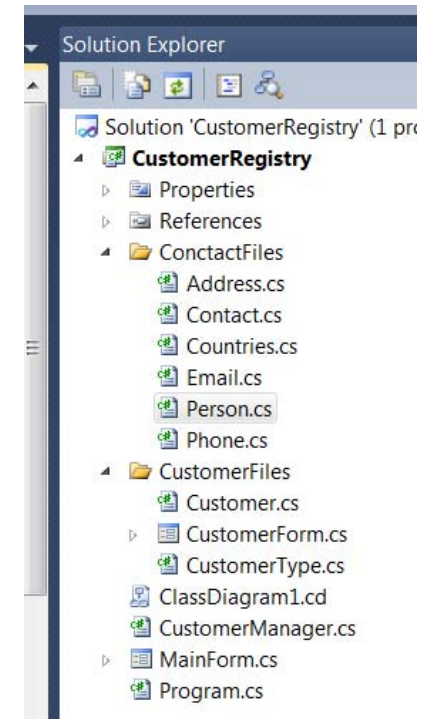 Solution Explorer
Solution 'CustomerRegistry' (1 pro
CustomerRegistry
Properties
References
ConctactFiles
Address.cs
Contact.cs
Countries.cs
Email.cs
Person.cs
Phone.cs
CustomerFiles
Customer.cs
CustomerForm.cs
CustomerType.cs
ClassDiagram1.cd
CustomerManager.cs
MainForm.cs
Program.cs